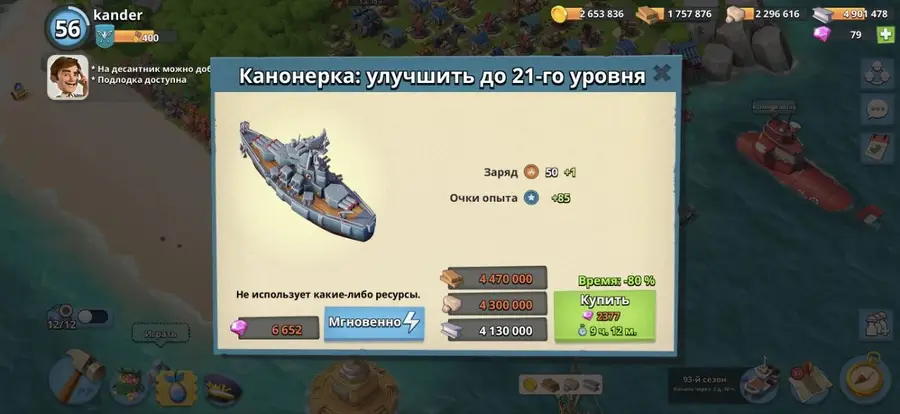 56
kander
400
2 653 836
1 757 876
2 296 616
4 901 478
79
* На десантник можно доб
* Подлодка доступна
Канонерка: улучшить до 21-го уровня
Заряд 50 +1
Очки опыта +85
Не использует какие-либо ресурсы.
6 652
Мгновенно
4 470 000
4 300 000
4 130 000
Время: -80 %
Купить
2377
9 ч. 12 м.
12/12
Играть
93-й сезон